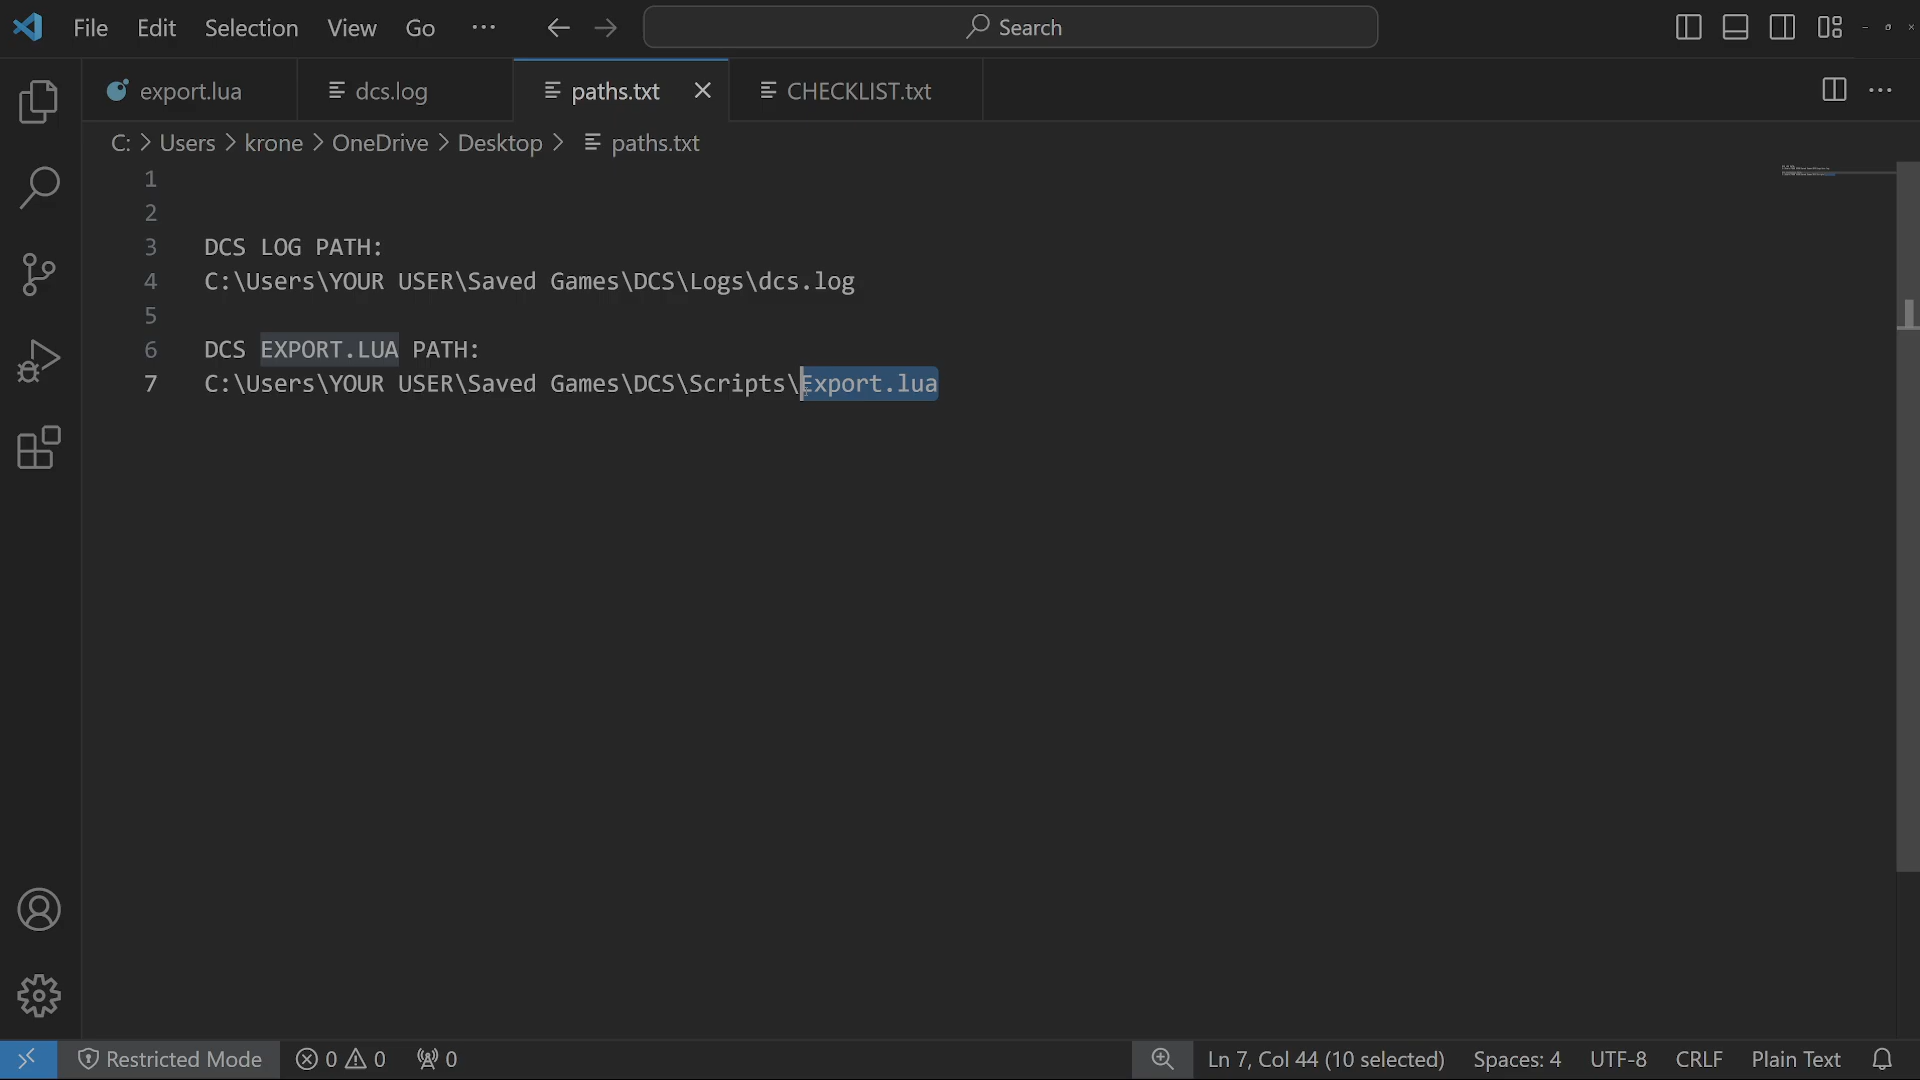 File Edit Selection View Go ··· Search
export.lua dcs.log paths.txt CHECKLIST.txt
C: > Users > krone > OneDrive > Desktop > paths.txt
1
2
3 DCS LOG PATH:
4 C:\Users\YOUR USER\Saved Games\DCS\Logs\dcs.log
5
6 DCS EXPORT.LUA PATH:
7 C:\Users\YOUR USER\Saved Games\DCS\Scripts\Export.lua
Restricted Mode 0 0 0 Ln 7, Col 44 (10 selected) Spaces: 4 UTF-8 CRLF Plain Text